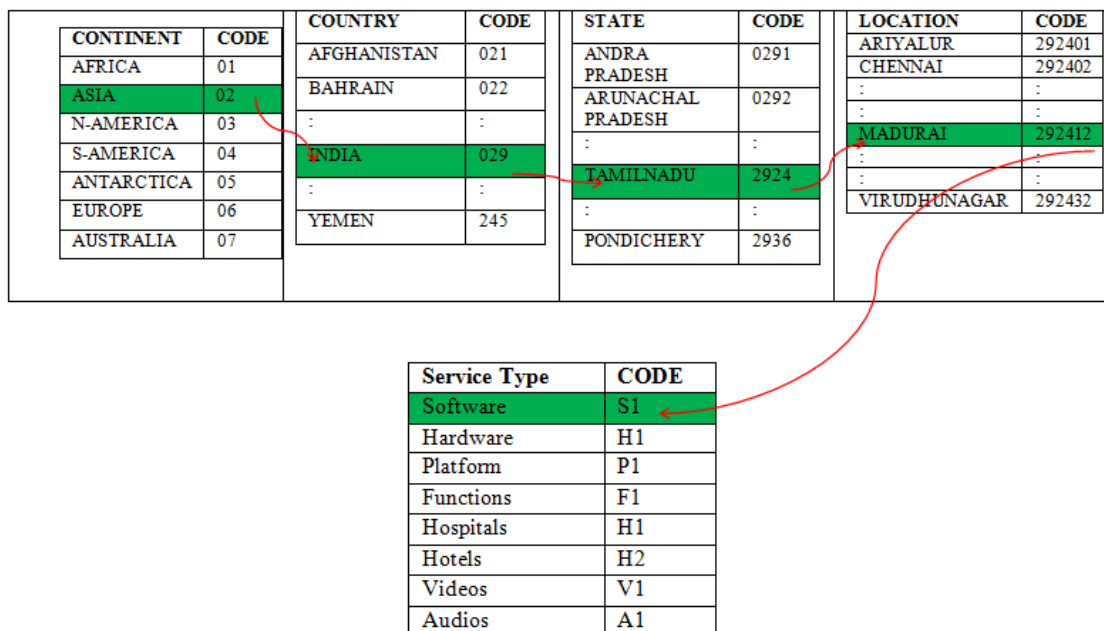 CONTINENT CODE
AFRICA 01
ASIA 02
N-AMERICA 03
S-AMERICA 04
ANTARCTICA 05
EUROPE 06
AUSTRALIA 07
COUNTRY CODE
AFGHANISTAN 021
BAHRAIN 022
: :
INDIA 029
: :
YEMEN 245
STATE CODE
ANDRA 0291
PRADESH
ARUNACHAL 0292
PRADESH
: :
TAMILNADU 2924
: :
PONDICHERY 2936
LOCATION CODE
ARIYALUR 292401
CHENNAI 292402
: :
: :
MADURAI 292412
: :
: :
VIRUDHUNAGAR 292432
Service Type CODE
Software S1
Hardware H1
Platform P1
Functions F1
Hospitals H1
Hotels H2
Videos V1
Audios A1